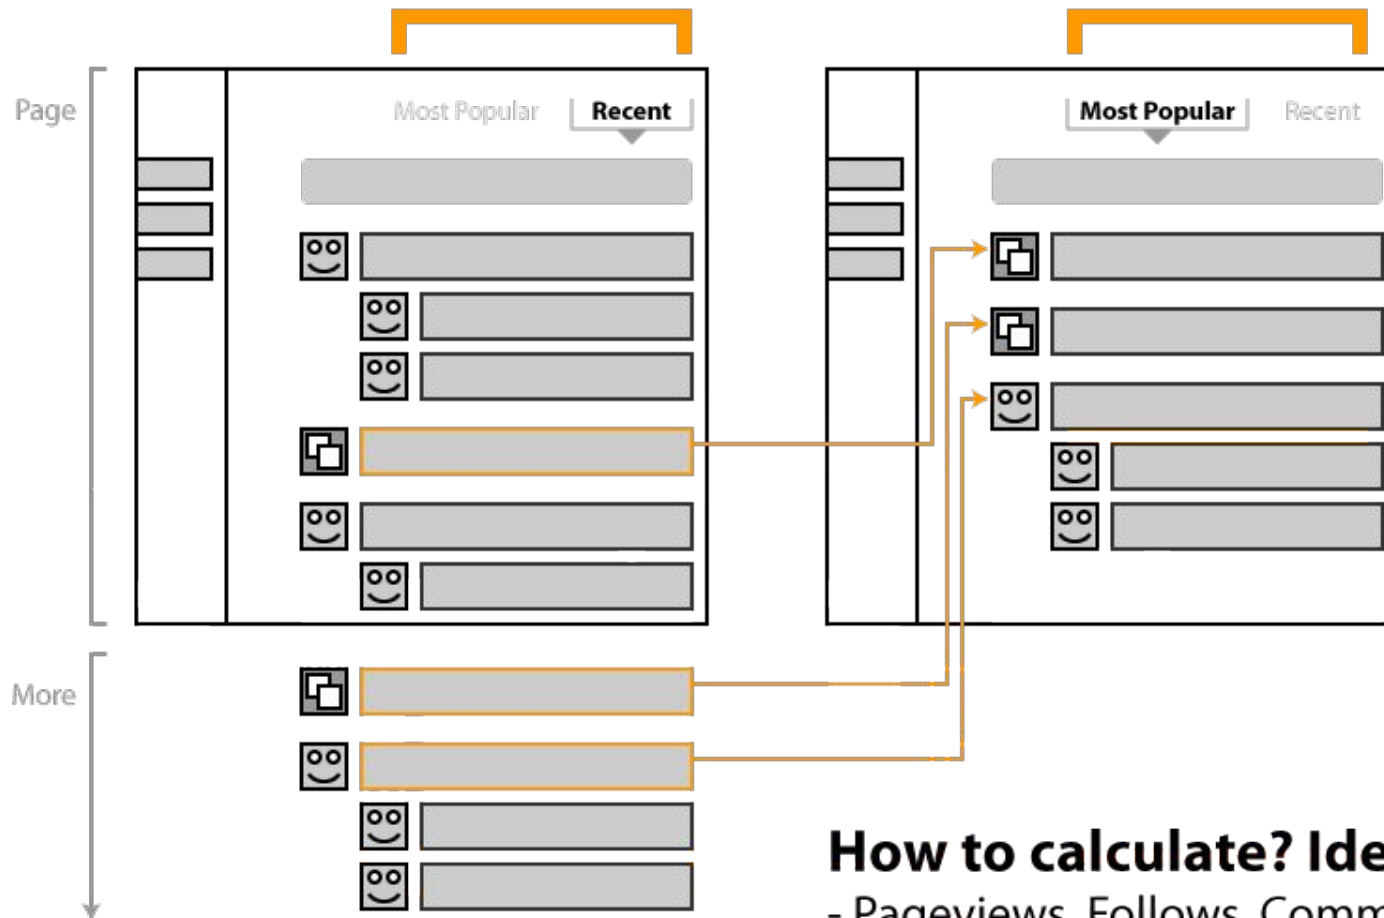 Page
Most Popular Recent
Most Popular Recent
More
How to calculate? Ide
- Pageviews, Follows, Comm